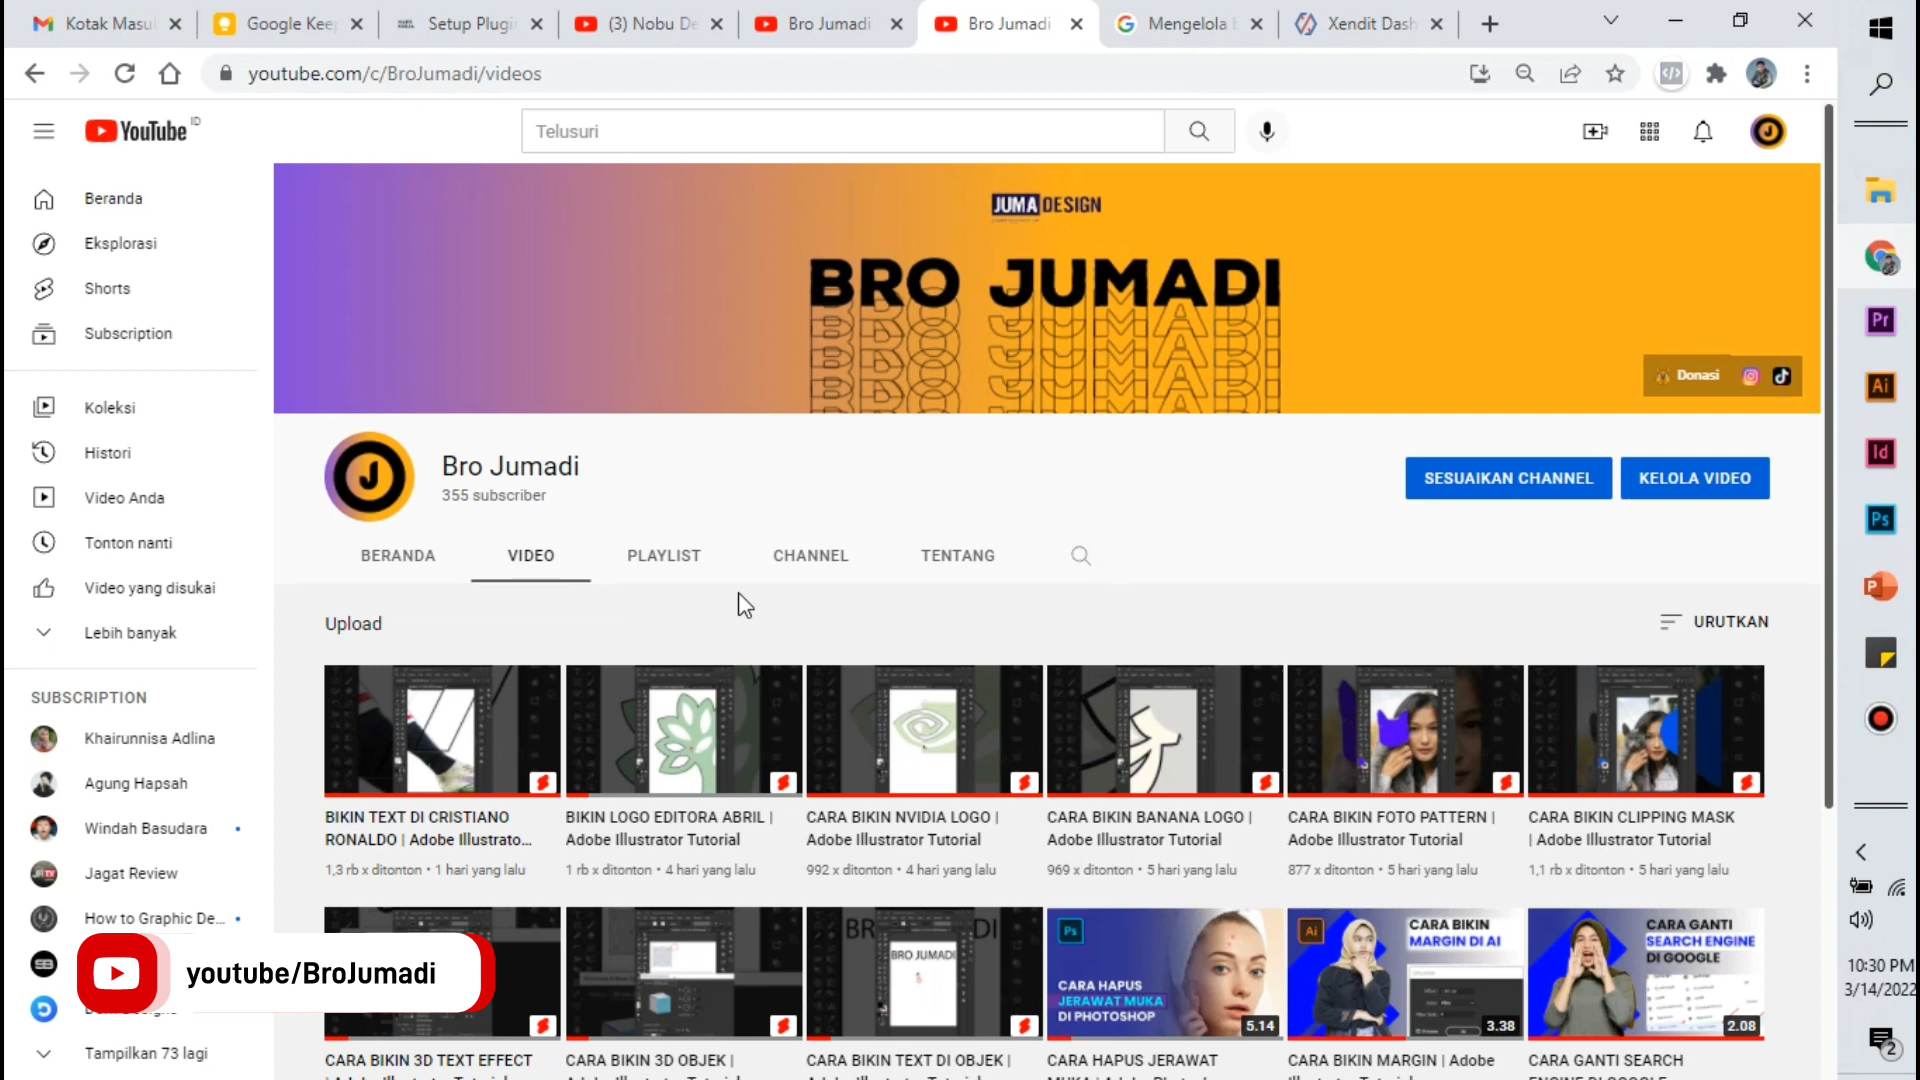 Kotak Masu
Google Kee
Setup Plugin
(3) Nobu De
Bro Jumadi
Bro Jumadi
Mengelola
Xendit Dash
youtube.com/c/BroJumadi/videos
YouTube ID
Telusuri
Beranda
Eksplorasi
Shorts
Subscription
Koleksi
Histori
Video Anda
Tonton nanti
Video yang disukai
Lebih banyak
SUBSCRIPTION
Khairunnisa Adlina
Agung Hapsah
Windah Basudara
Jagat Review
How to Graphic De...
Tampilkan 73 lagi
youtube/BroJumadi
JUMA DESIGN
BRO JUMADI
Donasi
Bro Jumadi
355 subscriber
SESUAIKAN CHANNEL
KELOLA VIDEO
BERANDA
VIDEO
PLAYLIST
CHANNEL
TENTANG
Upload
URUTKAN
BIKIN TEXT DI CRISTIANO
RONALDO | Adobe Illustrato...
1,3 rb x ditonton • 1 hari yang lalu
BIKIN LOGO EDITORA ABRIL |
Adobe Illustrator Tutorial
1 rb x ditonton • 4 hari yang lalu
CARA BIKIN NVIDIA LOGO |
Adobe Illustrator Tutorial
992 x ditonton • 4 hari yang lalu
CARA BIKIN BANANA LOGO |
Adobe Illustrator Tutorial
969 x ditonton • 5 hari yang lalu
CARA BIKIN FOTO PATTERN |
Adobe Illustrator Tutorial
877 x ditonton • 5 hari yang lalu
CARA BIKIN CLIPPING MASK
| Adobe Illustrator Tutorial
1,1 rb x ditonton • 5 hari yang lalu
BRO JUMADI
Ps
CARA HAPUS
JERAWAT MUKA
DI PHOTOSHOP
5.14
Ai
CARA BIKIN
MARGIN DI AI
3.38
CARA GANTI
SEARCH ENGINE
DI GOOGLE
2.08
CARA BIKIN 3D TEXT EFFECT
CARA BIKIN 3D OBJEK |
CARA BIKIN TEXT DI OBJEK |
CARA HAPUS JERAWAT
CARA BIKIN MARGIN | Adobe
CARA GANTI SEARCH
Pr
Ai
Id
Ps
P
10:30 PM
3/14/2022
2